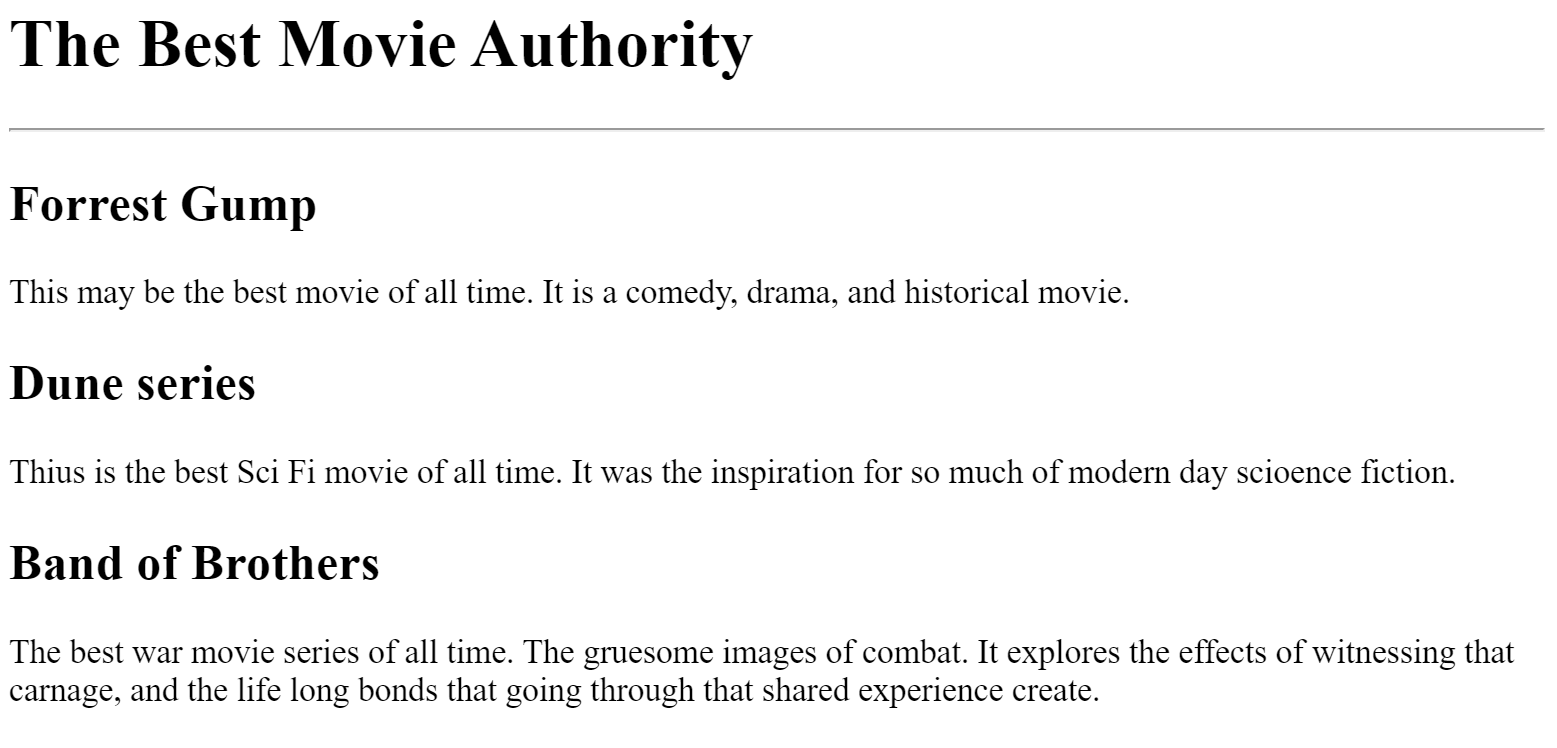 The Best Movie Authority
Forrest Gump
This may be the best movie of all time. It is a comedy, drama, and historical movie.
Dune series
Thius is the best Sci Fi movie of all time. It was the inspiration for so much of modern day scioence fiction.
Band of Brothers
The best war movie series of all time. The gruesome images of combat. It explores the effects of witnessing that
carnage, and the life long bonds that going through that shared experience create.